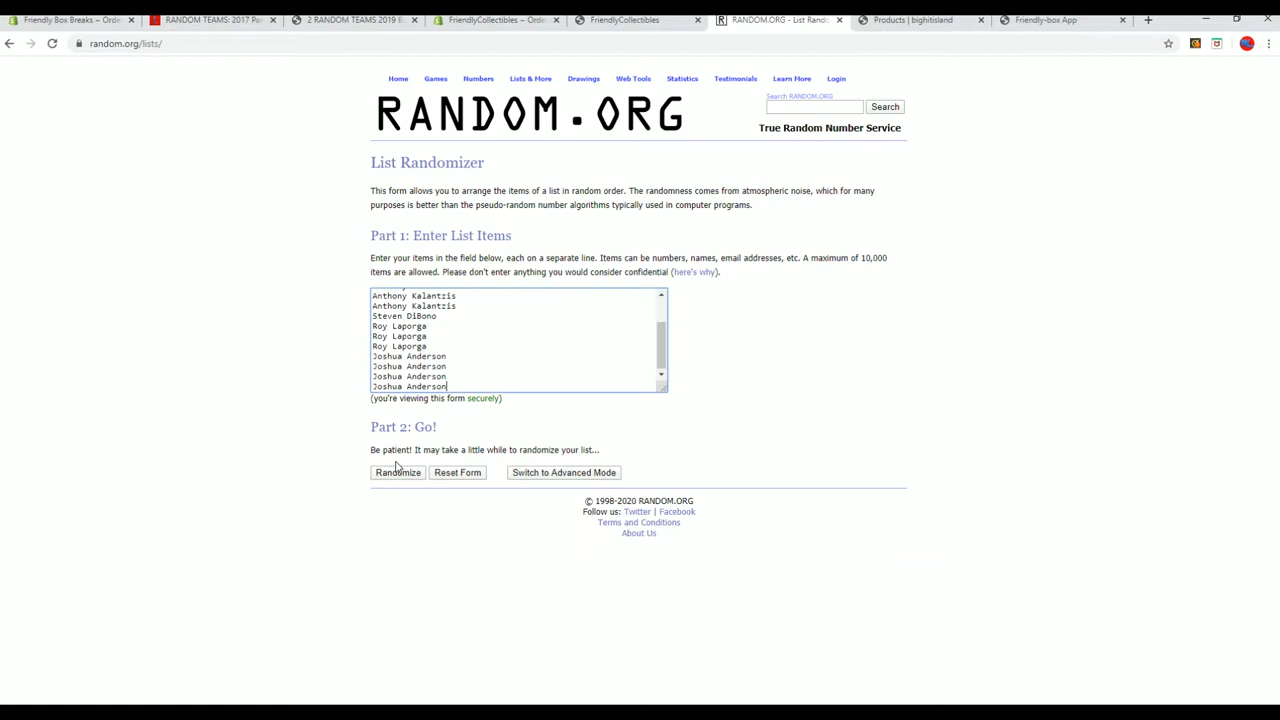 Friendly Box Breaks – Orde
RANDOM TEAMS: 2017 Pa
2 RANDOM TEAMS 2019 B
FriendlyCollectibles – Orde
FriendlyCollectibles
RANDOM.ORG - List Rando
Products | bighitisland
Friendly-box App
random.org/lists/
Home Games Numbers Lists & More Drawings Web Tools Statistics Testimonials Learn More Login
RANDOM.ORG
Search RANDOM.ORG
Search
True Random Number Service
List Randomizer
This form allows you to arrange the items of a list in random order. The randomness comes from atmospheric noise, which for many
purposes is better than the pseudo-random number algorithms typically used in computer programs.
Part 1: Enter List Items
Enter your items in the field below, each on a separate line. Items can be numbers, names, email addresses, etc. A maximum of 10,000
items are allowed. Please don't enter anything you would consider confidential (here's why).
Anthony Kalantzis
Anthony Kalantzis
Steven DiBono
Roy Laporga
Roy Laporga
Roy Laporga
Joshua Anderson
Joshua Anderson
Joshua Anderson
Joshua Anderson
(you're viewing this form securely)
Part 2: Go!
Be patient! It may take a little while to randomize your list...
Randomize Reset Form Switch to Advanced Mode
© 1998-2020 RANDOM.ORG
Follow us: Twitter | Facebook
Terms and Conditions
About Us